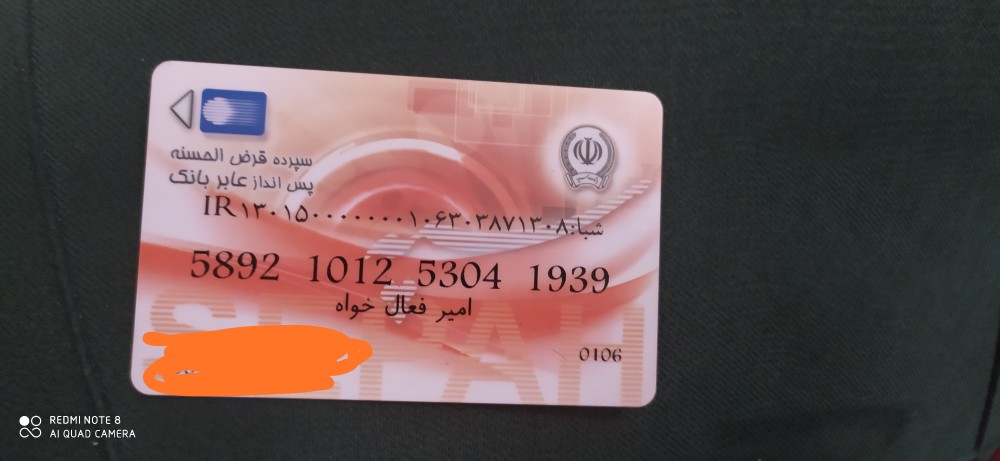 سپرده قرض الحسنه
پس انداز عابر بانک
شبا:IR۱۳۰۱۵۰۰۰۰۰۰۰۱۰۶۳۰۳۸۷۱۳۰۸
5892 1012 5304 1939
امیر فعال خواه
0106
SEPAH
REDMI NOTE 8
AI QUAD CAMERA